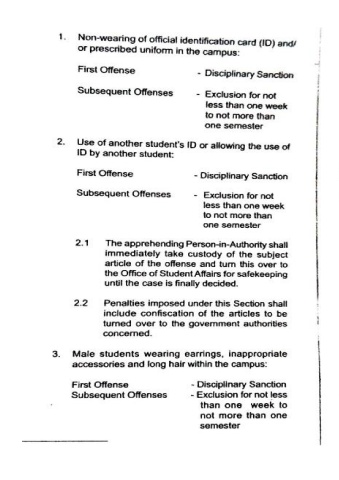 1. Non-wearing of official identification card (ID) and/
or prescribed uniform in the campus:
First Offense - Disciplinary Sanction
Subsequent Offenses - Exclusion for not
less than one week
to not more than
one semester
2. Use of another student's ID or allowing the use of
ID by another student:
First Offense - Disciplinary Sanction
Subsequent Offenses - Exclusion for not
less than one week
to not more than
one semester
2.1 The apprehending Person-in-Authority shall
immediately take custody of the subject
article of the offense and turn this over to
the Office of Student Affairs for safekeeping
until the case is finally decided.
2.2 Penalties imposed under this Section shall
include confiscation of the articles to be
turned over to the government authorities
concerned.
3. Male students wearing earrings, inappropriate
accessories and long hair within the campus:
First Offense - Disciplinary Sanction
Subsequent Offenses - Exclusion for not less
than one week to
not more than one
semester